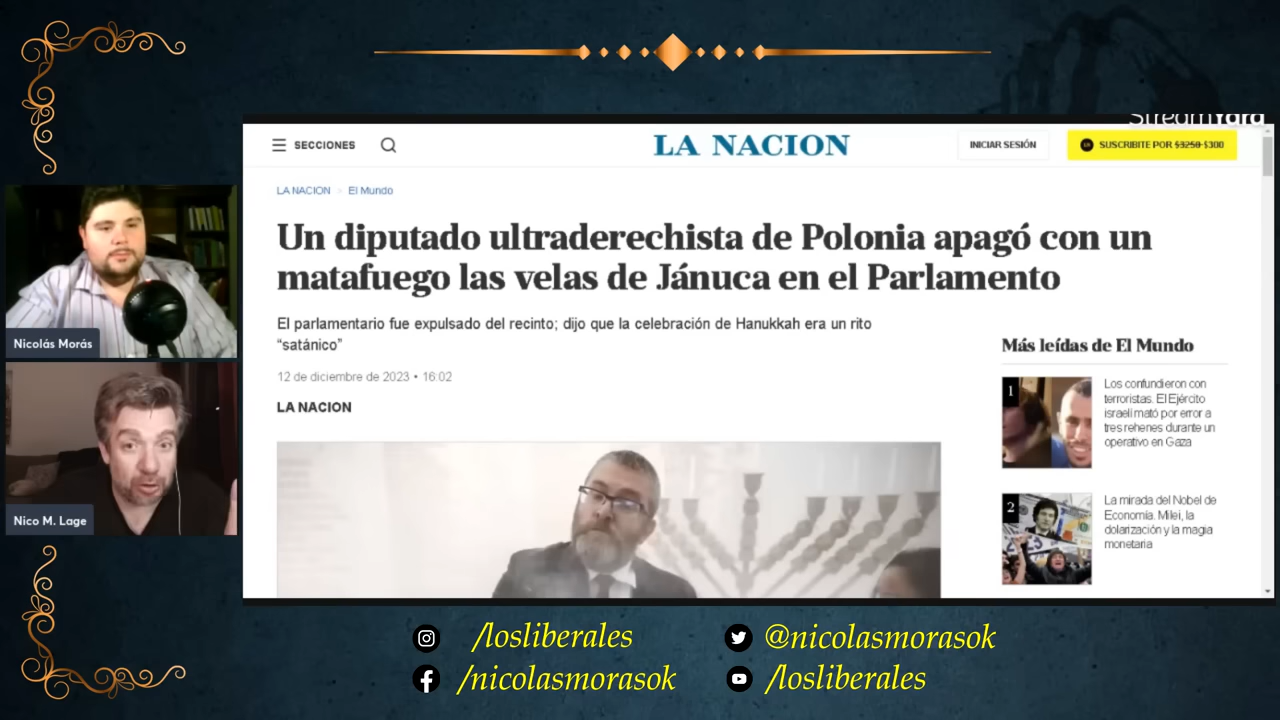 StreamYard
SECCIONES
LA NACION
INICIAR SESIÓN
SUSCRIBITE POR $3250 $300
LA NACION > El Mundo
Un diputado ultraderechista de Polonia apagó con un
matafuego las velas de Jánuca en el Parlamento
El parlamentario fue expulsado del recinto; dijo que la celebración de Hanukkah era un rito
“satánico”
12 de diciembre de 2023 • 16:02
LA NACION
Más leídas de El Mundo
1
Los confundieron con
terroristas. El Ejército
israelí mató por error a
tres rehenes durante un
operativo en Gaza
2
La mirada del Nobel de
Economía. Milei, la
dolarización y la magia
monetaria
Nicolás Morás
Nico M. Lage
/losliberales
@nicolasmorasok
/nicolasmorasok
/losliberales